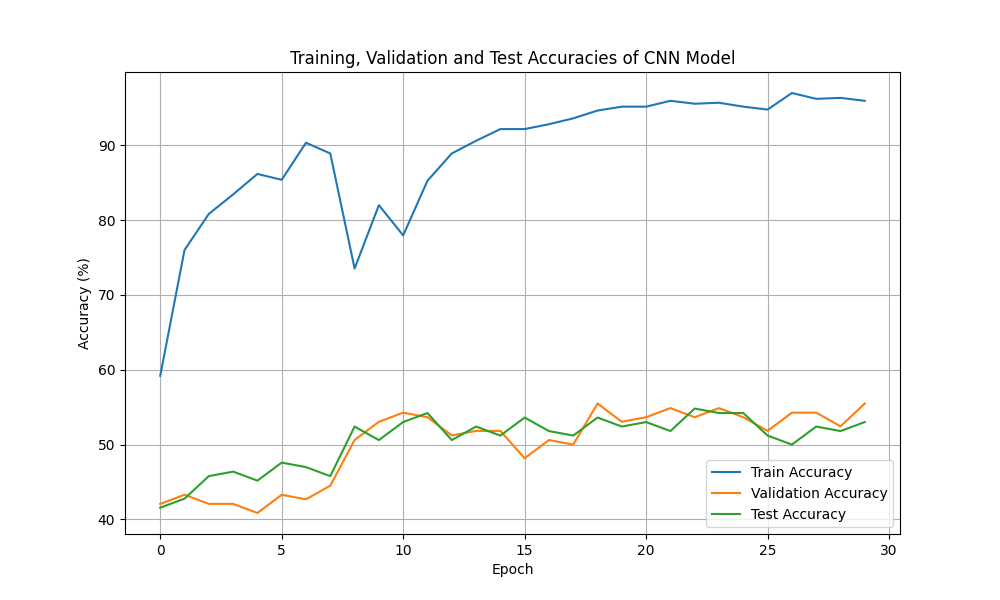 Training, Validation and Test Accuracies of CNN Model
Accuracy (%)
90
80
70
60
50
40
0 5 10 15 20 25 30
Epoch
Train Accuracy
Validation Accuracy
Test Accuracy